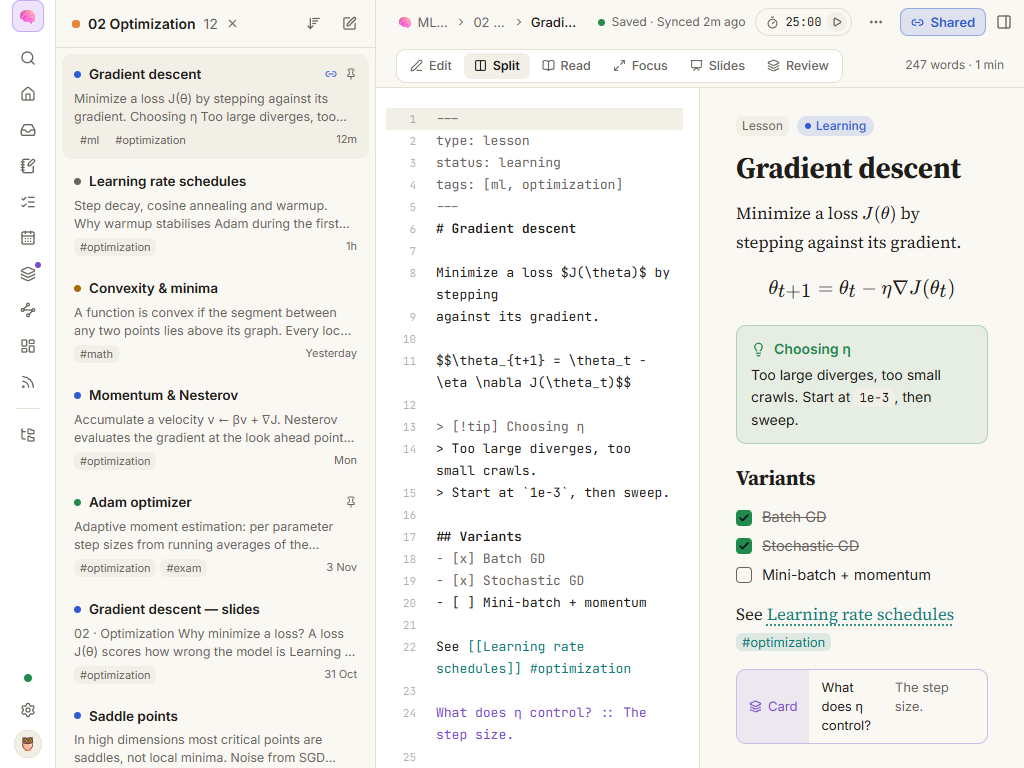 02 Optimization 12
Gradient descent
Minimize a loss J(θ) by stepping against its
gradient. Choosing η Too large diverges, too…
#ml #optimization 12m
Learning rate schedules
Step decay, cosine annealing and warmup.
Why warmup stabilises Adam during the first…
#optimization 1h
Convexity & minima
A function is convex if the segment between
any two points lies above its graph. Every loc…
#math Yesterday
Momentum & Nesterov
Accumulate a velocity v ← βv + ∇J. Nesterov
evaluates the gradient at the look ahead point…
#optimization Mon
Adam optimizer
Adaptive moment estimation: per parameter
step sizes from running averages of the…
#optimization #exam 3 Nov
Gradient descent — slides
02 · Optimization Why minimize a loss? A loss
J(θ) scores how wrong the model is Learning …
#optimization 31 Oct
Saddle points
In high dimensions most critical points are
saddles, not local minima. Noise from SGD…
ML… 02 … Gradi… Saved · Synced 2m ago 25:00 Shared
Edit Split Read Focus Slides Review 247 words · 1 min
1 ---
2 type: lesson
3 status: learning
4 tags: [ml, optimization]
5 ---
6 # Gradient descent
7
8 Minimize a loss $J(\theta)$ by
stepping
9 against its gradient.
10
11 $$\theta_{t+1} = \theta_t -
\eta \nabla J(\theta_t)$$
12
13 > [!tip] Choosing η
14 > Too large diverges, too
small crawls.
15 > Start at `1e-3`, then sweep.
16
17 ## Variants
18 - [x] Batch GD
19 - [x] Stochastic GD
20 - [ ] Mini-batch + momentum
21
22 See [[Learning rate
schedules]] #optimization
23
24 What does η control? :: The
step size.
25
Lesson Learning
Gradient descent
Minimize a loss J(θ) by
stepping against its gradient.
θt+1 = θt − η∇J(θt)
Choosing η
Too large diverges, too small
crawls. Start at 1e-3 , then
sweep.
Variants
Batch GD
Stochastic GD
Mini-batch + momentum
See Learning rate schedules
#optimization
Card
What
does η
control?
The step
size.